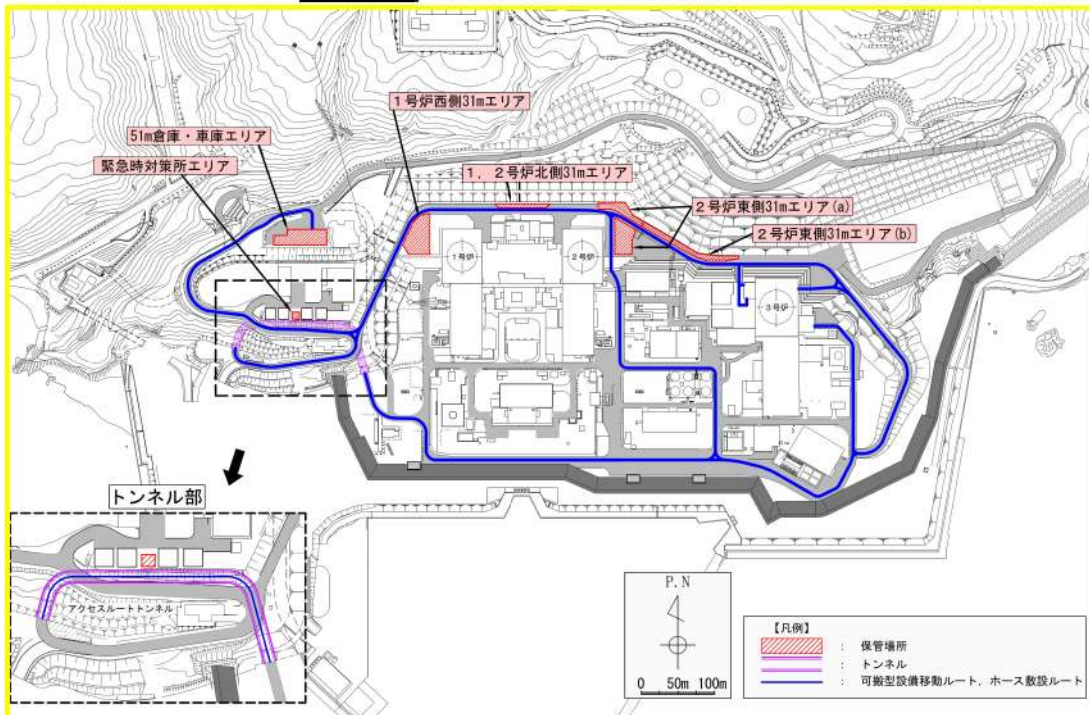 1号炉西側31mエリア
51m倉庫・車庫エリア
緊急時対策所エリア
1，2号炉北側31mエリア
2号炉東側31mエリア(a)
2号炉東側31mエリア(b)
1号炉
2号炉
3号炉
トンネル部
アクセスルートトンネル
P.N
0 50m 100m
【凡例】
： 保管場所
： トンネル
： 可搬型設備移動ルート，ホース敷設ルート